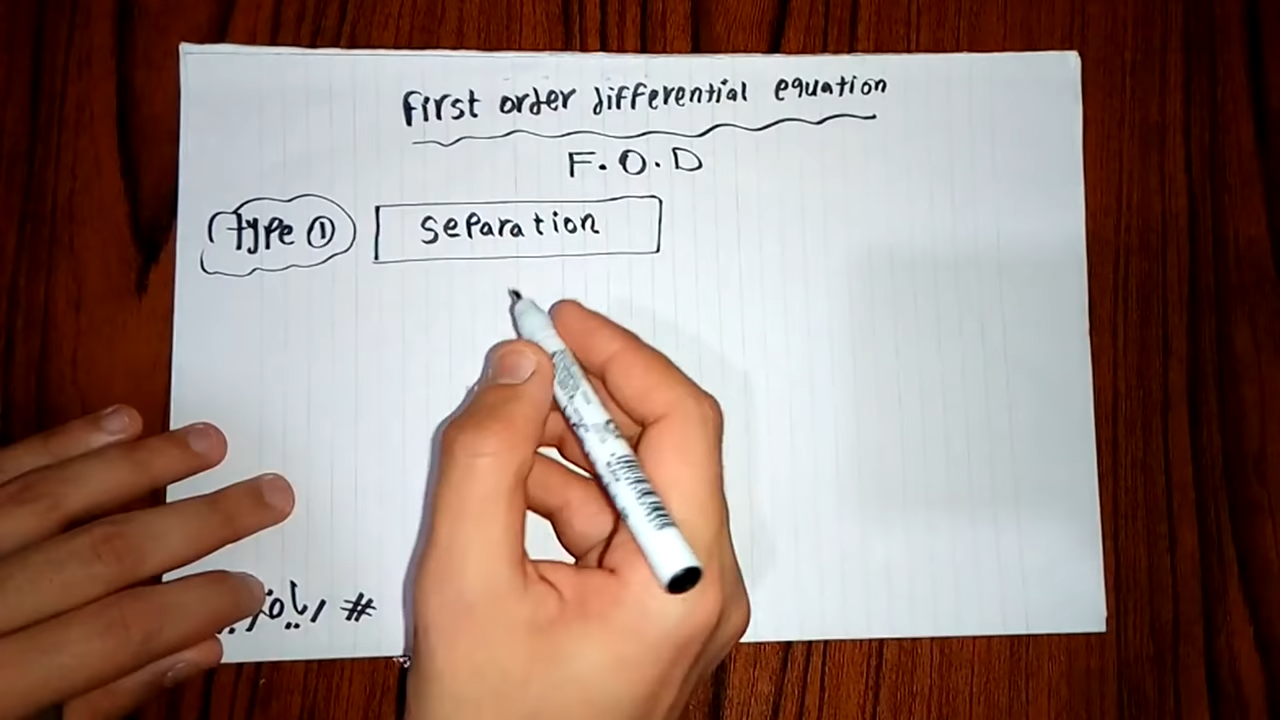 First order differential equation
F.O.D
Type ① Separation
#